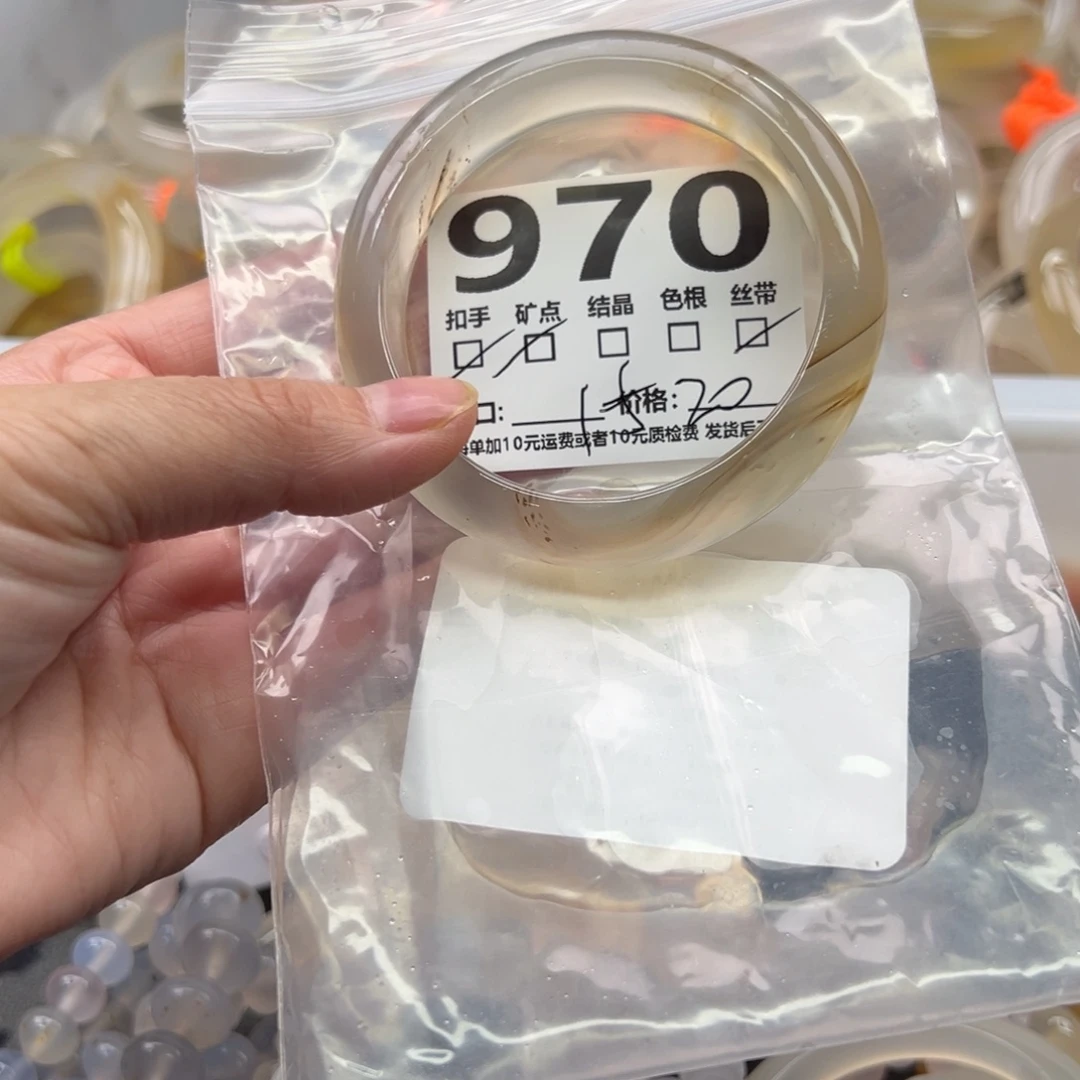 970
扣手 矿点 结晶 色根 丝带
口: 价格: 20
单加10元运费或者10元质检费 发货后